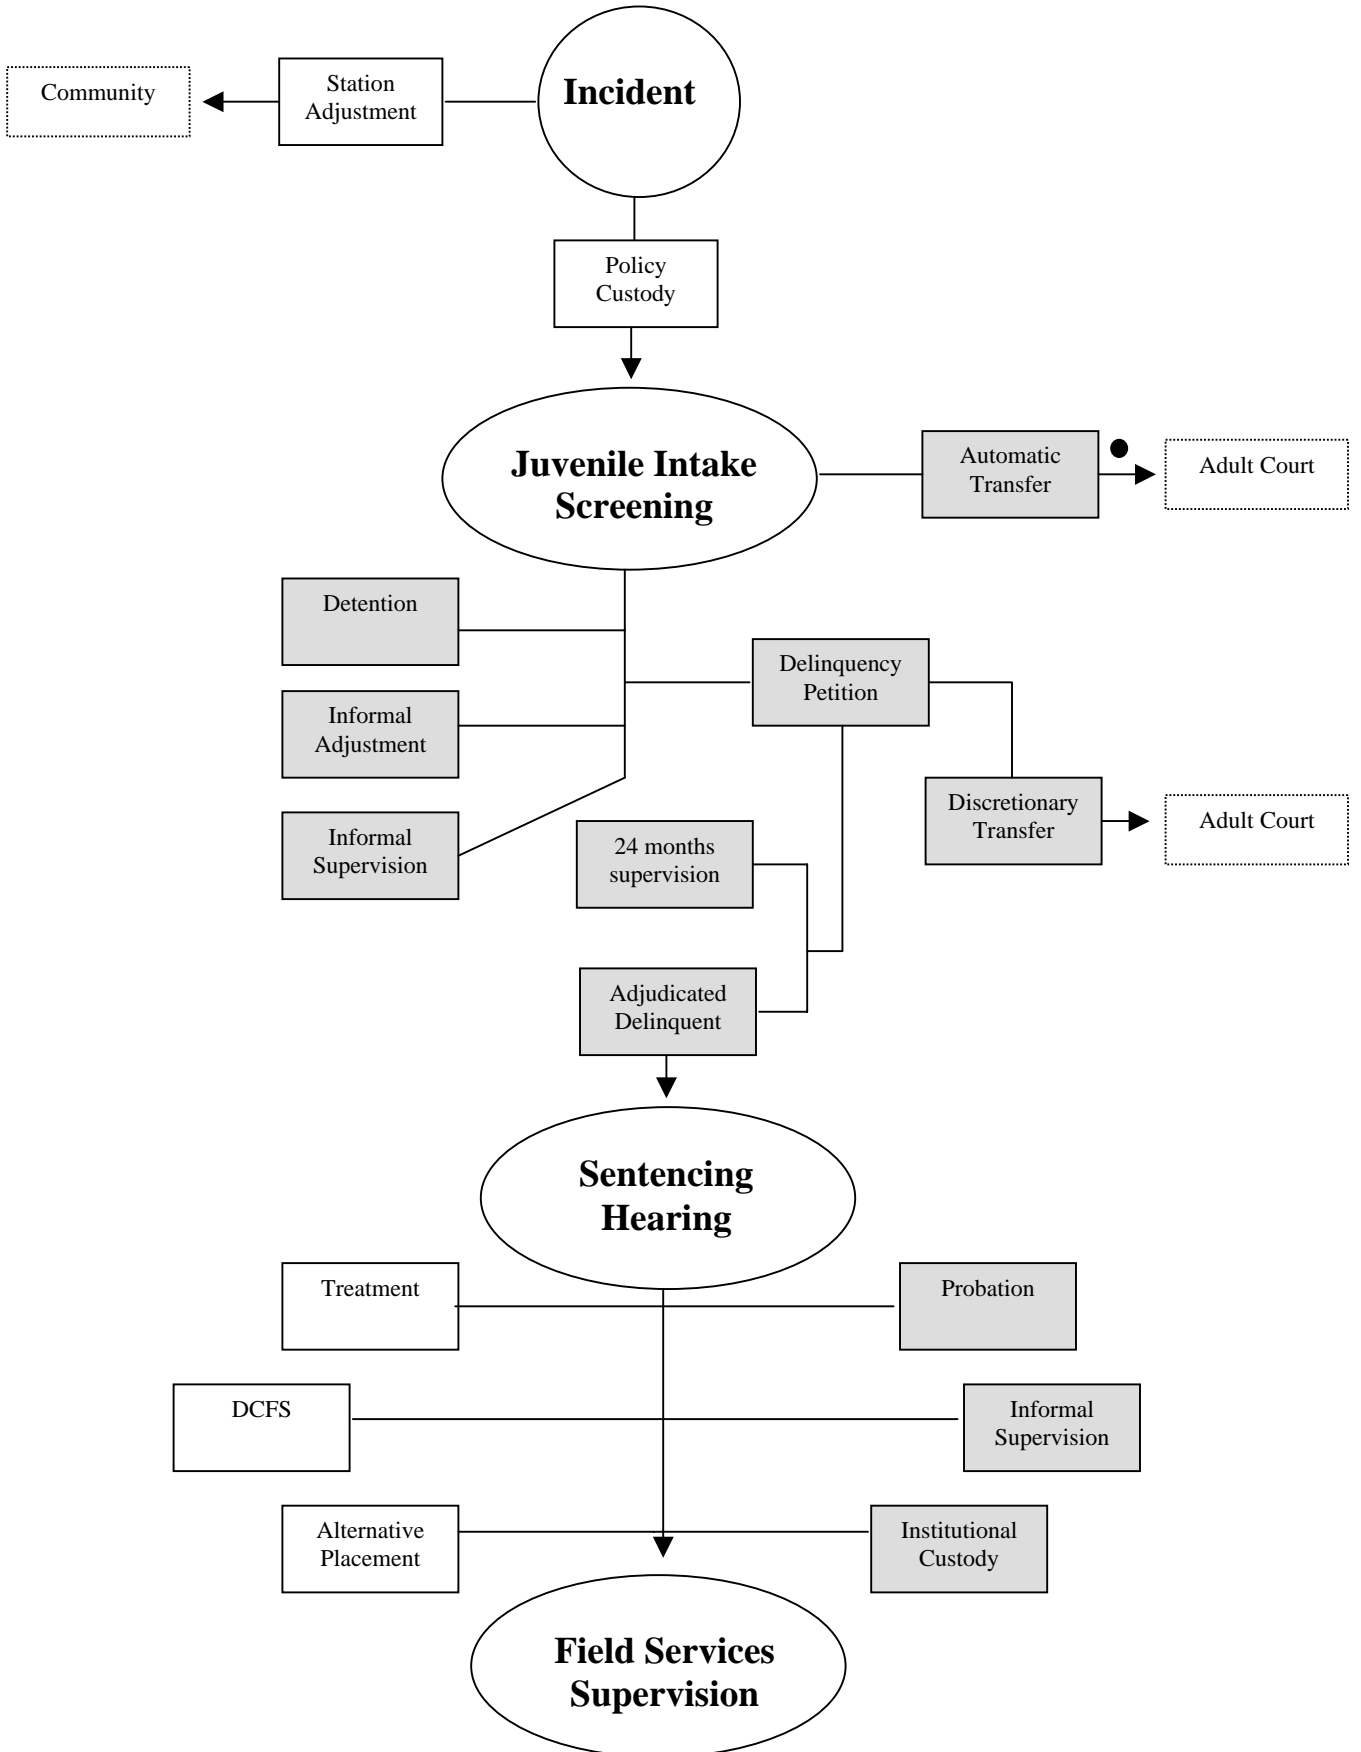 Incident
Station
Adjustment
Community
Policy
Custody
Juvenile Intake
Screening
Automatic
Transfer
Adult Court
Detention
Delinquency
Petition
Informal
Adjustment
Discretionary
Transfer
Adult Court
Informal
Supervision
24 months
supervision
Adjudicated
Delinquent
Sentencing
Hearing
Treatment
Probation
DCFS
Informal
Supervision
Alternative
Placement
Institutional
Custody
Field Services
Supervision